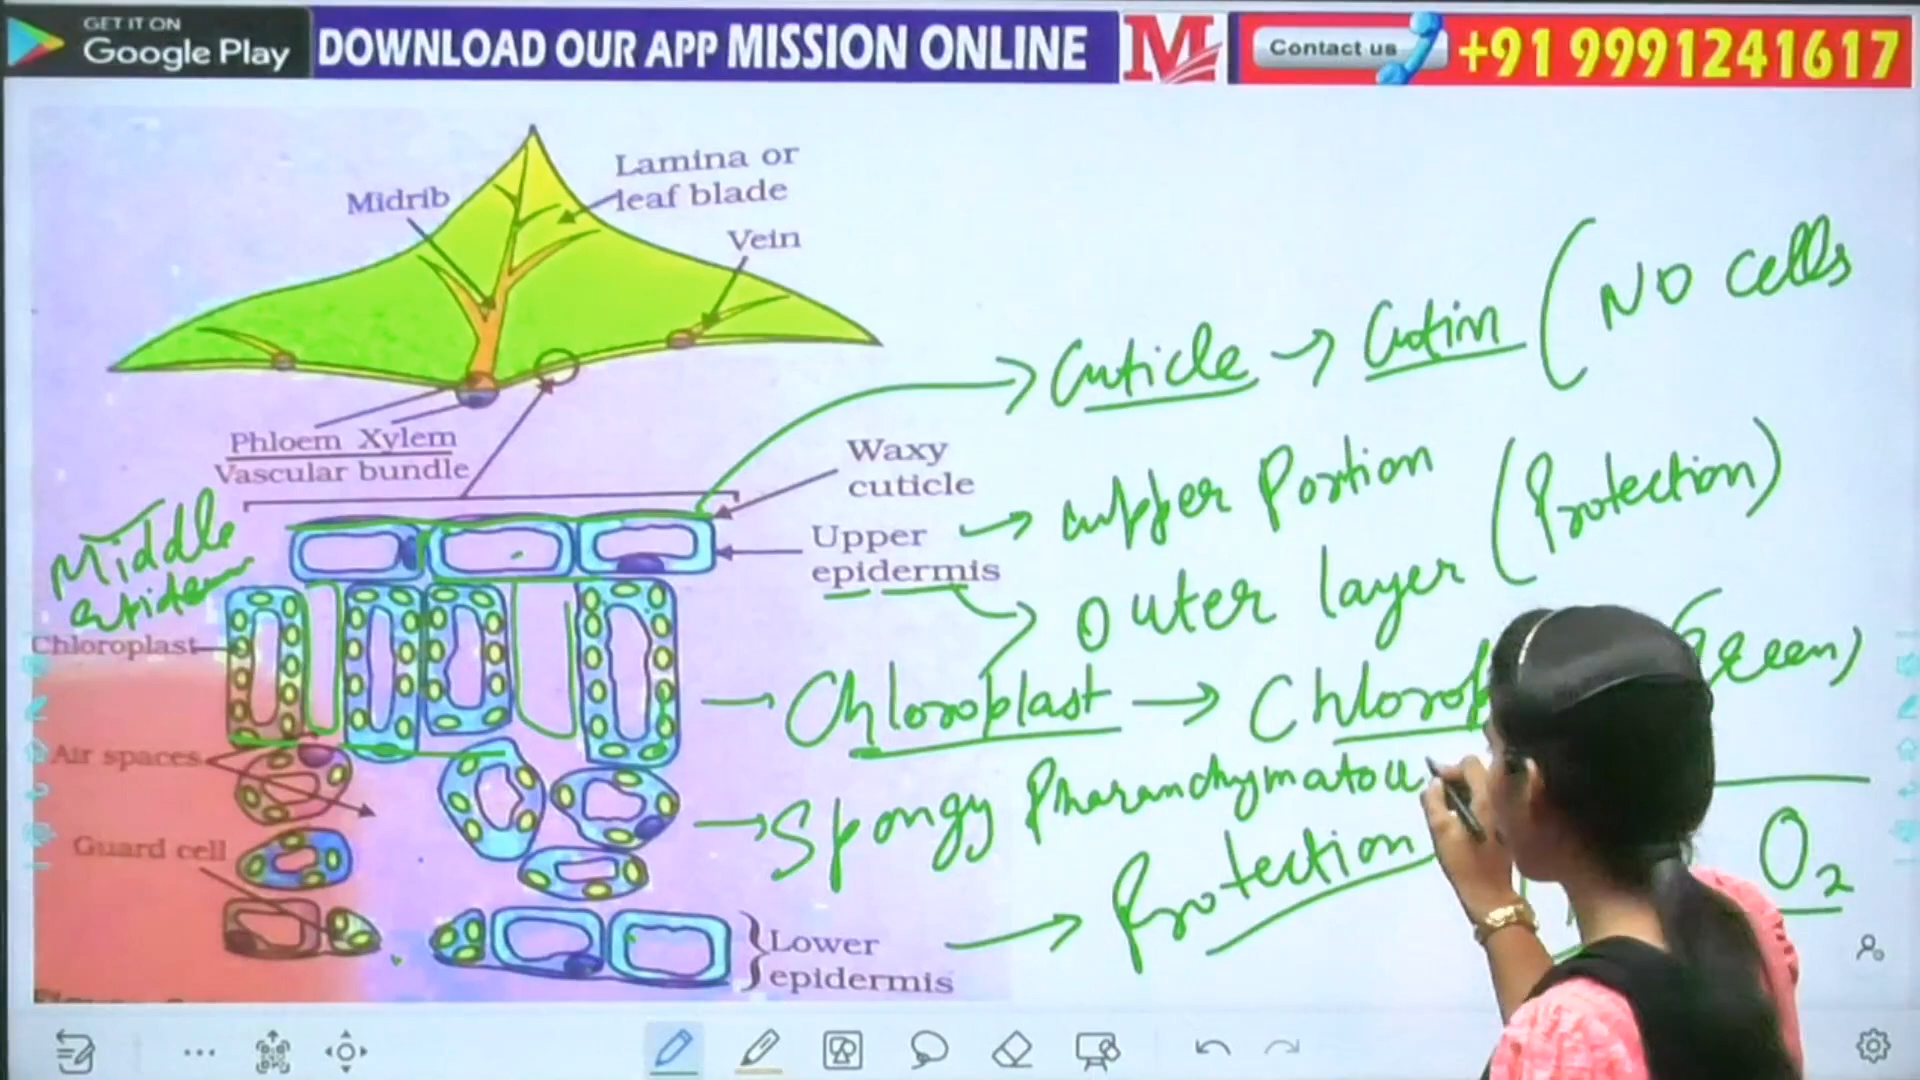 GET IT ON
Google Play
DOWNLOAD OUR APP MISSION ONLINE
M
Contact us
+91 9991241617
Lamina or
leaf blade
Midrib
Vein
Phloem Xylem
Vascular bundle
Waxy
cuticle
Upper
epidermis
Middle
Chloroplast
Air spaces
Guard cell
Lower
epidermis
Cuticle → Cutin (No cells
→ upper Portion
outer layer (Protection)
Chloroplast →
Spongy
→ Protection
O2